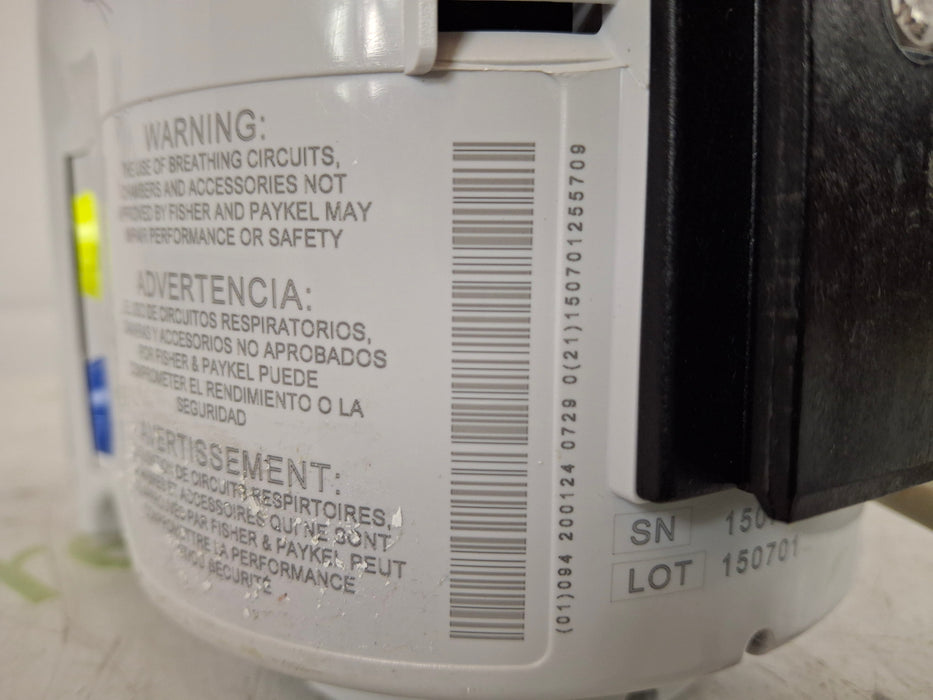 WARNING:
THE USE OF BREATHING CIRCUITS,
CHAMBERS AND ACCESSORIES NOT
APPROVED BY FISHER AND PAYKEL MAY
IMPAIR PERFORMANCE OR SAFETY
ADVERTENCIA:
EL USO DE CIRCUITOS RESPIRATORIOS,
CAMARAS Y ACCESORIOS NO APROBADOS
POR FISHER & PAYKEL PUEDE
COMPROMETER EL RENDIMIENTO O LA
SEGURIDAD
AVERTISSEMENT:
DE CIRCUITS RESPIRTOIRES,
ET ACCESSOIRES QUI NE SONT
PAR FISHER & PAYKEL PEUT
LA PERFORMANCE
SÉCURITÉ
(01)094 200124 0729 0(21)150701255709
SN 150
LOT 150701